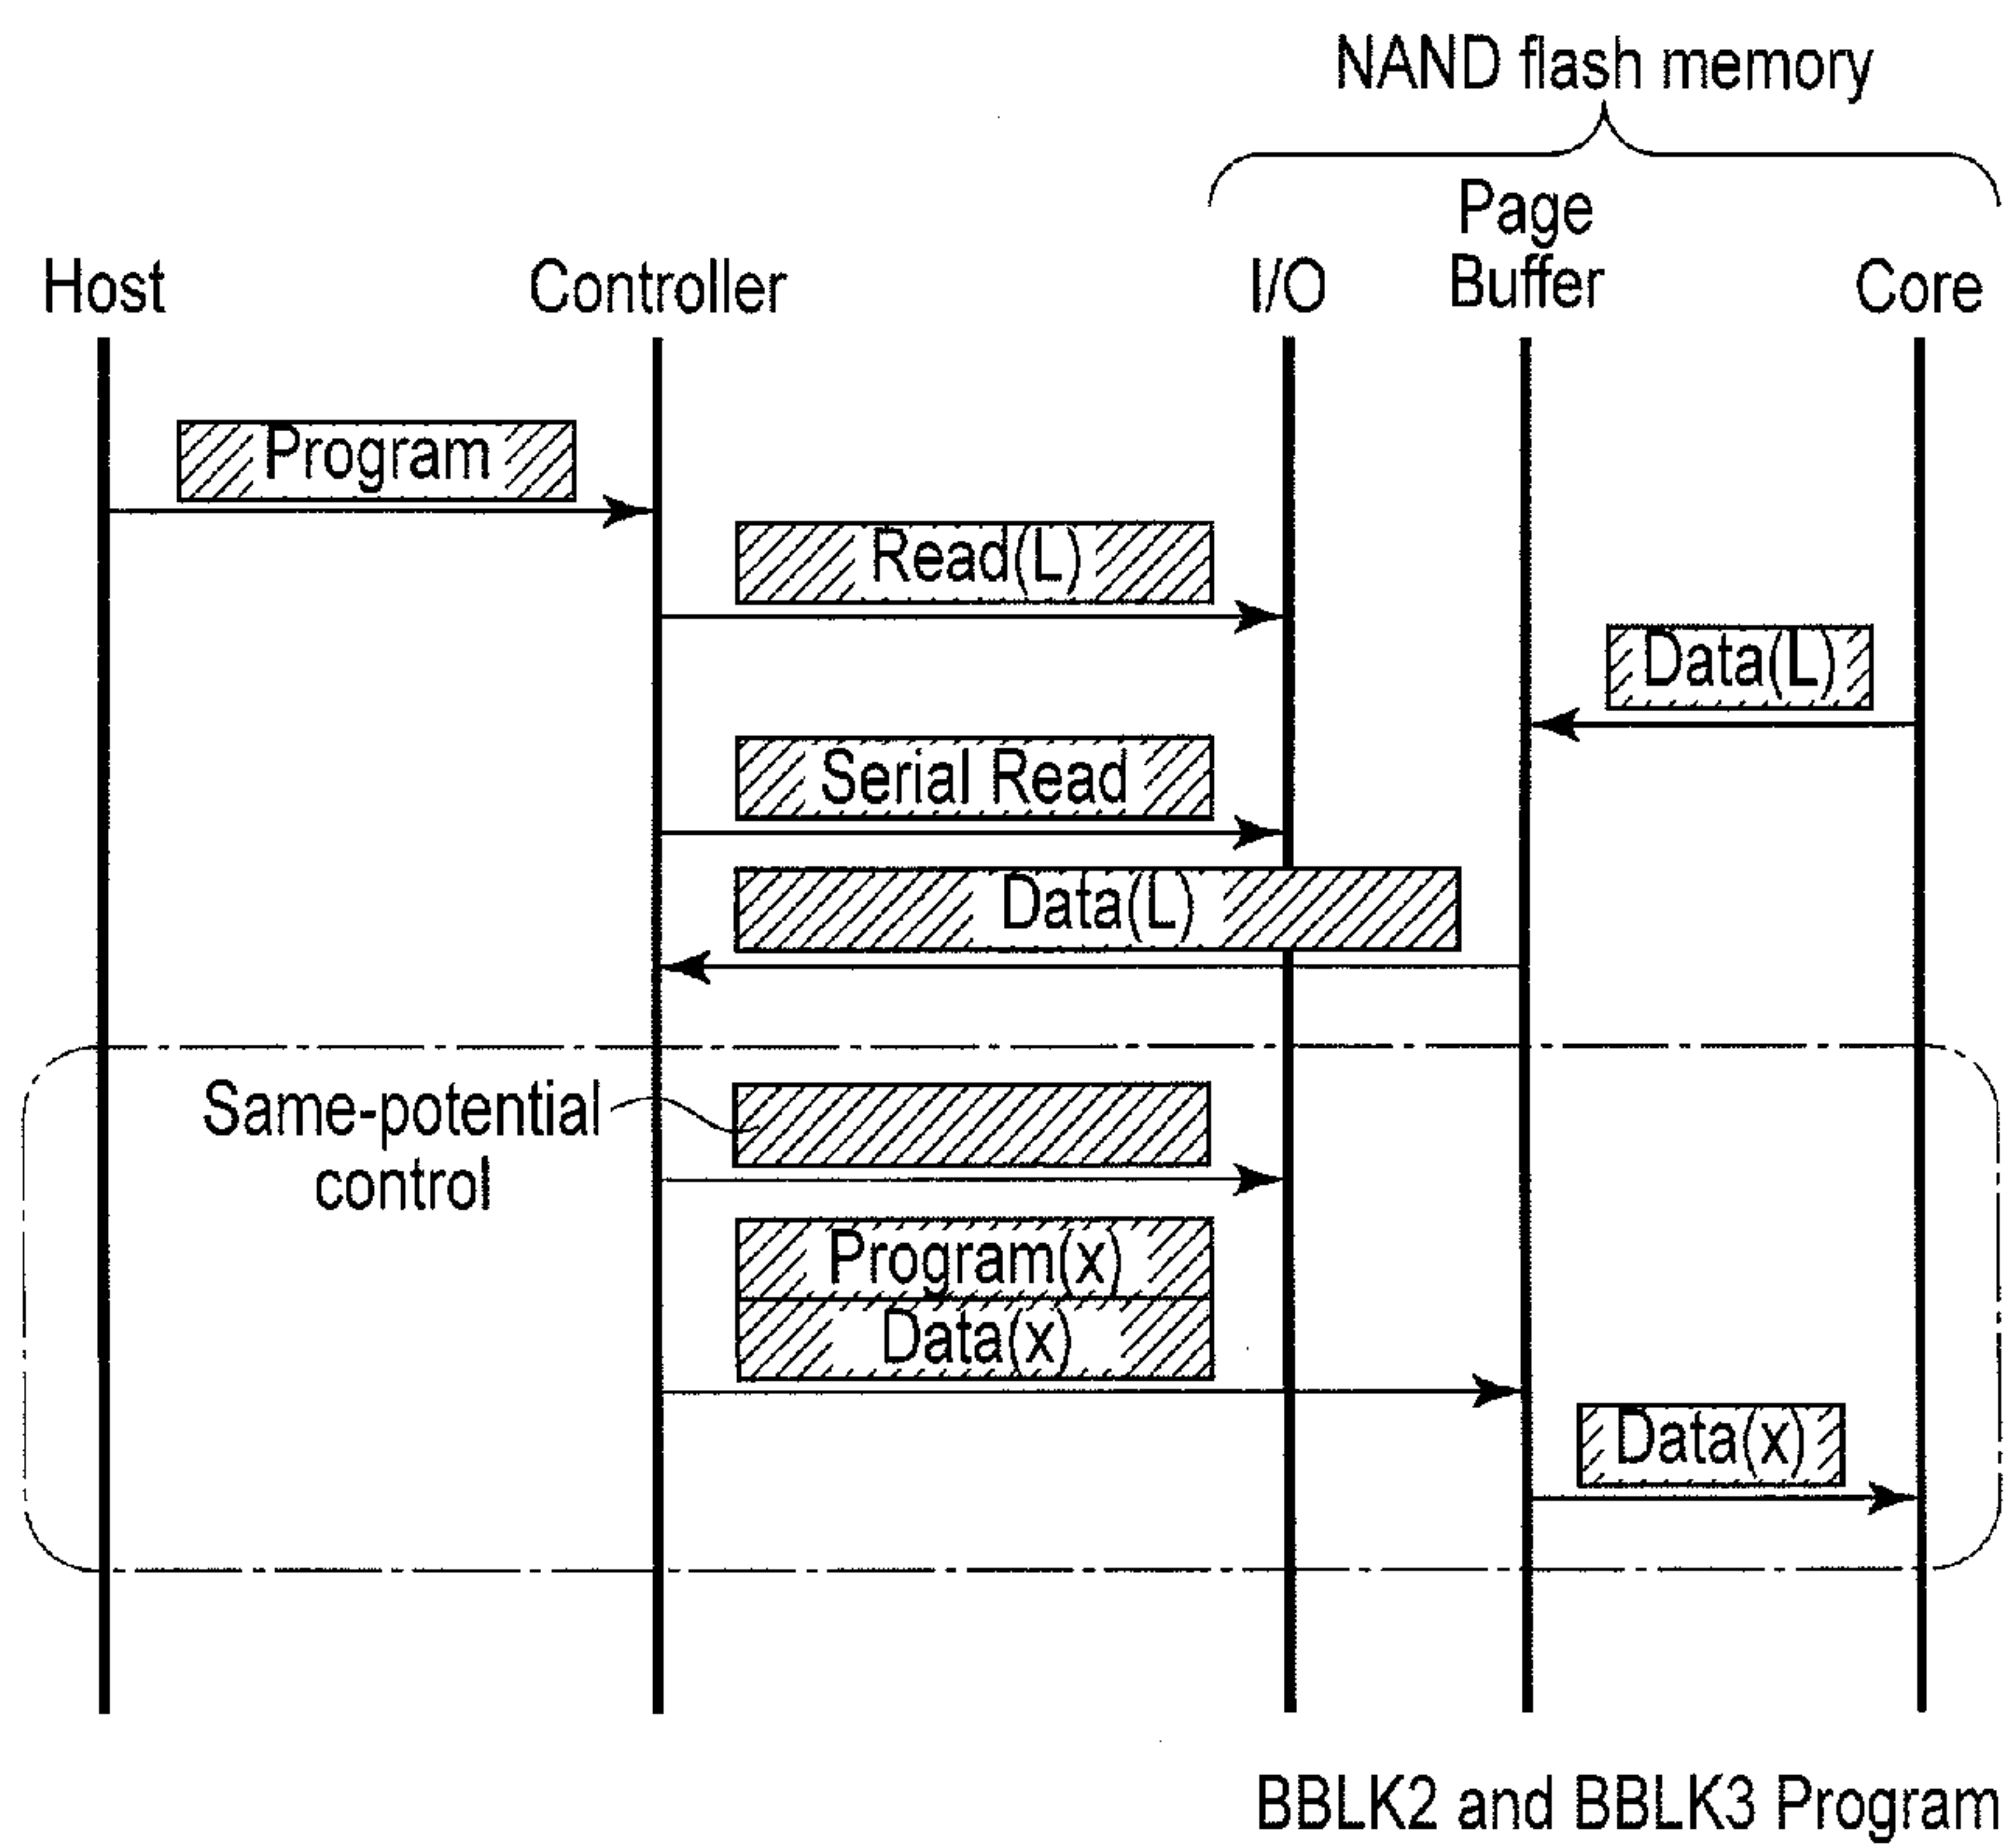 NAND flash memory
Page
Host Controller I/O Buffer Core
Program
Read(L)
Data(L)
Serial Read
Data(L)
Same-potential
control
Program(x)
Data(x)
Data(x)
BBLK2 and BBLK3 Program